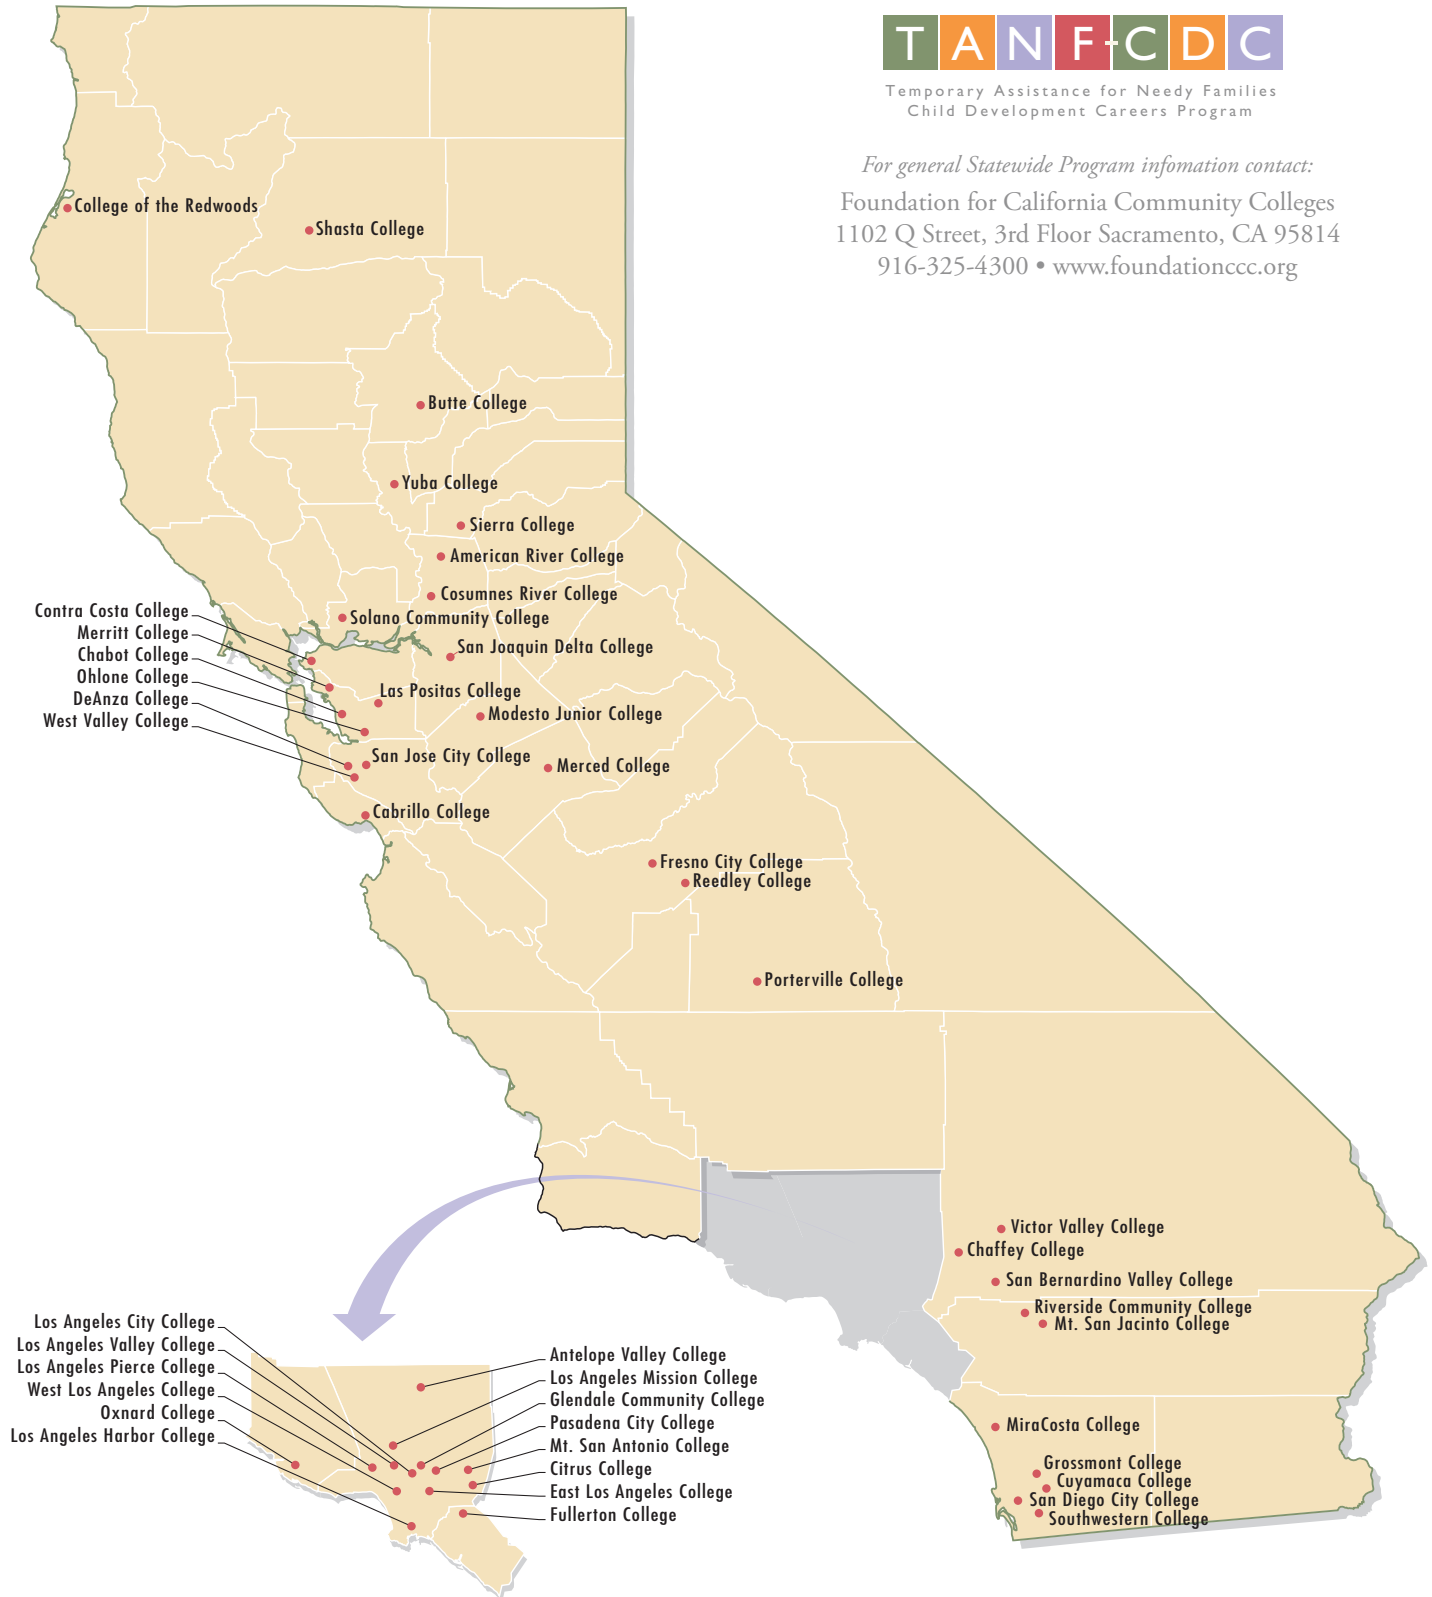 TANF-CDC
Temporary Assistance for Needy Families
Child Development Careers Program
For general Statewide Program infomation contact:
Foundation for California Community Colleges
1102 Q Street, 3rd Floor Sacramento, CA 95814
916-325-4300 • www.foundationccc.org
College of the Redwoods
Shasta College
Butte College
Yuba College
Sierra College
American River College
Cosumnes River College
Contra Costa College
Solano Community College
Merritt College
San Joaquin Delta College
Chabot College
Ohlone College
Las Positas College
DeAnza College
Modesto Junior College
West Valley College
San Jose City College
Merced College
Cabrillo College
Fresno City College
Reedley College
Porterville College
Victor Valley College
Chaffey College
San Bernardino Valley College
Riverside Community College
Mt. San Jacinto College
Los Angeles City College
Los Angeles Valley College
Los Angeles Pierce College
West Los Angeles College
Oxnard College
Los Angeles Harbor College
Antelope Valley College
Los Angeles Mission College
Glendale Community College
Pasadena City College
Mt. San Antonio College
Citrus College
East Los Angeles College
Fullerton College
MiraCosta College
Grossmont College
Cuyamaca College
San Diego City College
Southwestern College